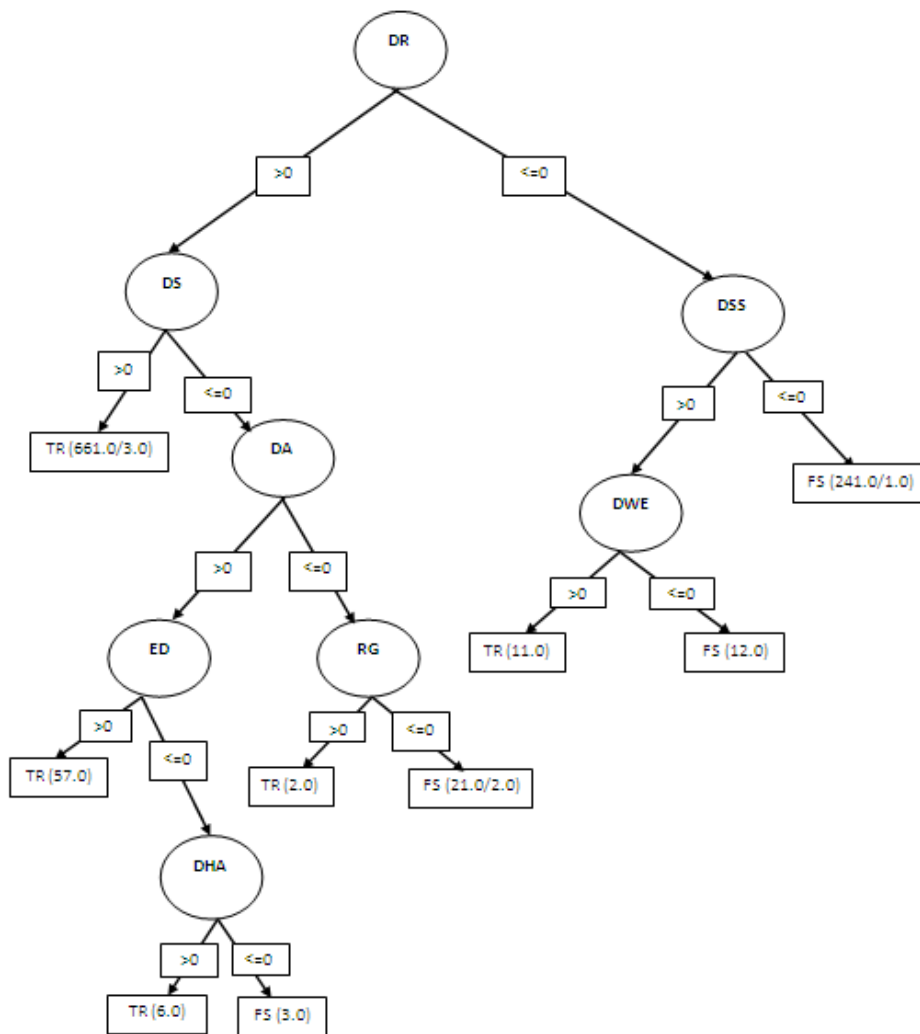 DR
>0
<=0
DS
DSS
>0
<=0
>0
<=0
TR (661.0/3.0)
DA
FS (241.0/1.0)
DWE
>0
<=0
>0
<=0
ED
RG
TR (11.0)
FS (12.0)
>0
<=0
>0
<=0
TR (57.0)
TR (2.0)
FS (21.0/2.0)
DHA
>0
<=0
TR (6.0)
FS (3.0)